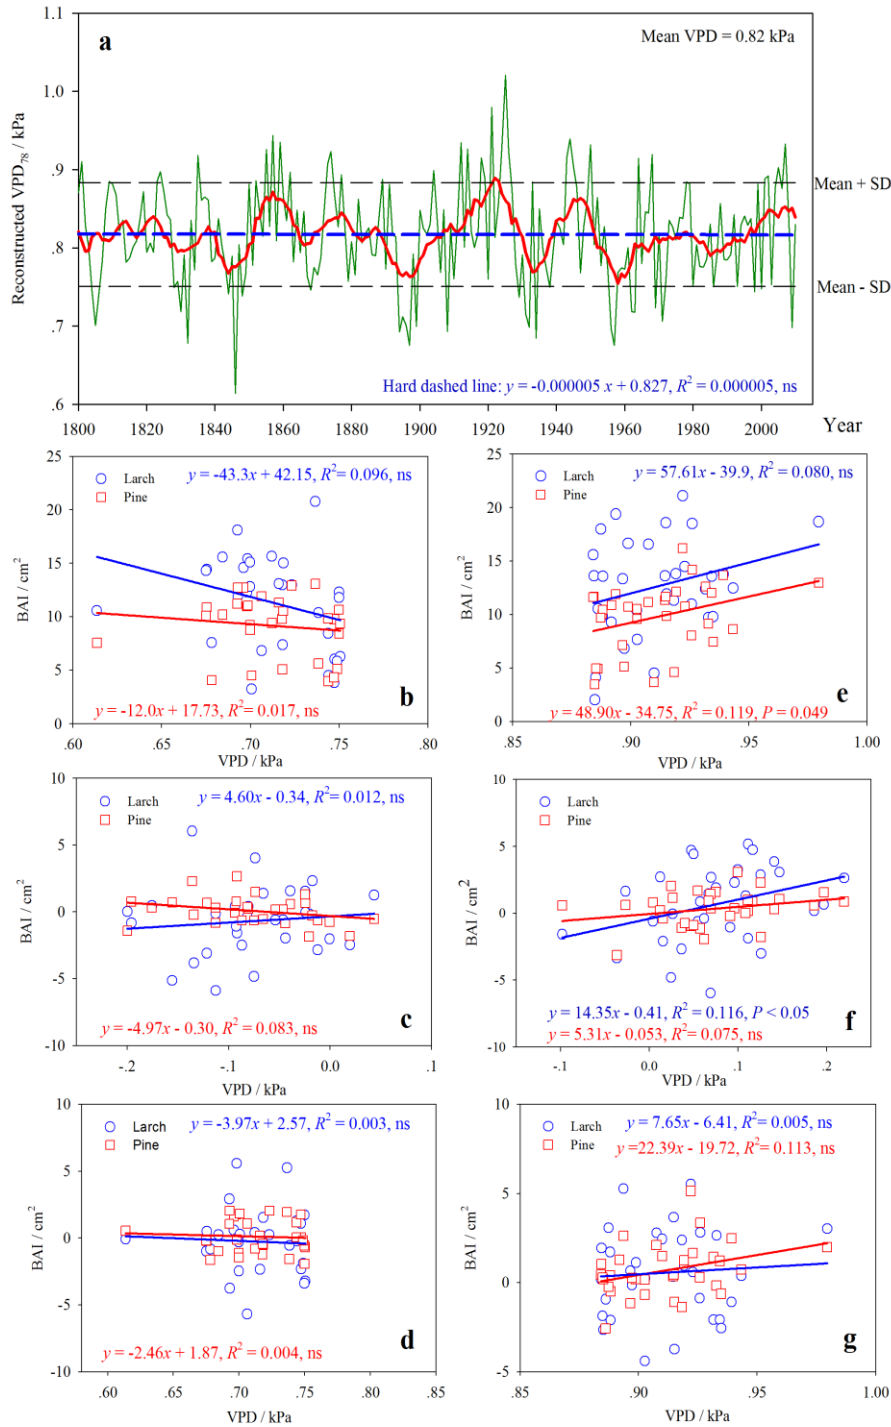 1.1
1.0
.9
.8
.7
.6
Reconstructed VPD78 / kPa
a
Mean VPD = 0.82 kPa
Mean + SD
Mean - SD
Hard dashed line: y = -0.000005 x + 0.827, R2 = 0.000005, ns
1800 1820 1840 1860 1880 1900 1920 1940 1960 1980 2000 Year
25
20
15
10
5
0
BAI / cm2
Larch
Pine
y = -43.3x + 42.15, R2= 0.096, ns
b
y = -12.0x + 17.73, R2= 0.017, ns
.60 .65 .70 .75 .80
VPD / kPa
25
20
15
10
5
0
BAI / cm2
Larch
Pine
y = 57.61x - 39.9, R2 = 0.080, ns
e
y = 48.90x - 34.75, R2 = 0.119, P = 0.049
.85 .90 .95 1.00
VPD / kPa
10
5
0
-5
-10
BAI / cm2
Larch
Pine
y = 4.60x - 0.34, R2= 0.012, ns
c
y = -4.97x - 0.30, R2 = 0.083, ns
-.2 -.1 0.0 .1
VPD / kPa
10
5
0
-5
-10
BAI / cm2
Larch
Pine
y = 14.35x - 0.41, R2 = 0.116, P < 0.05
y = 5.31x - 0.053, R2= 0.075, ns
f
-.1 0.0 .1 .2
VPD / kPa
10
5
0
-5
-10
BAI / cm2
Larch
Pine
y = -3.97x + 2.57, R2 = 0.003, ns
d
y = -2.46x + 1.87, R2 = 0.004, ns
.60 .65 .70 .75 .80
VPD / kPa
10
5
0
-5
BAI / cm2
Larch
Pine
y = 7.65x - 6.41, R2 = 0.005, ns
y =22.39x - 19.72, R2 = 0.113, ns
g
.85 .90 .95 1.00
VPD / kPa